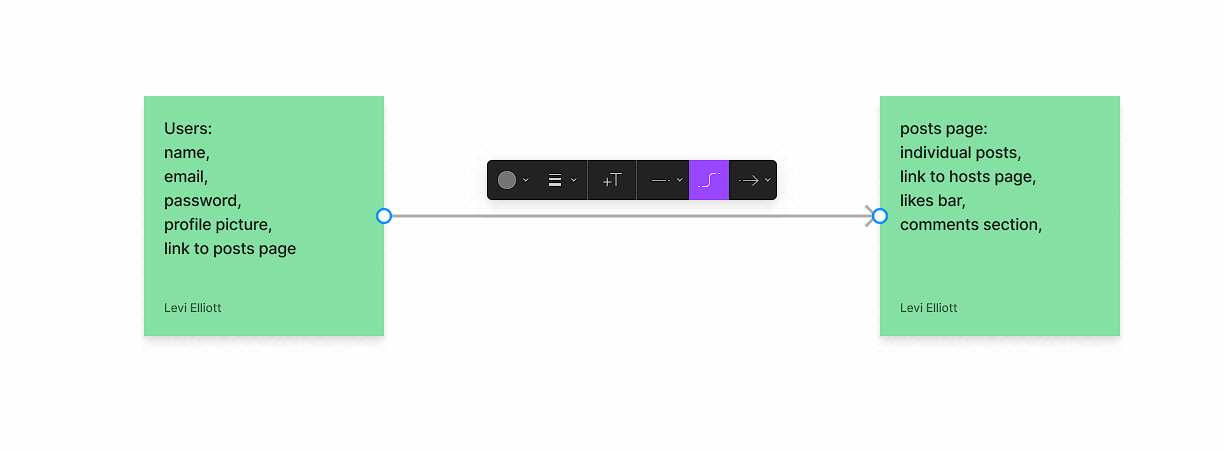 Users:
name,
email,
password,
profile picture,
link to posts page
Levi Elliott
posts page:
individual posts,
link to hosts page,
likes bar,
comments section,
Levi Elliott